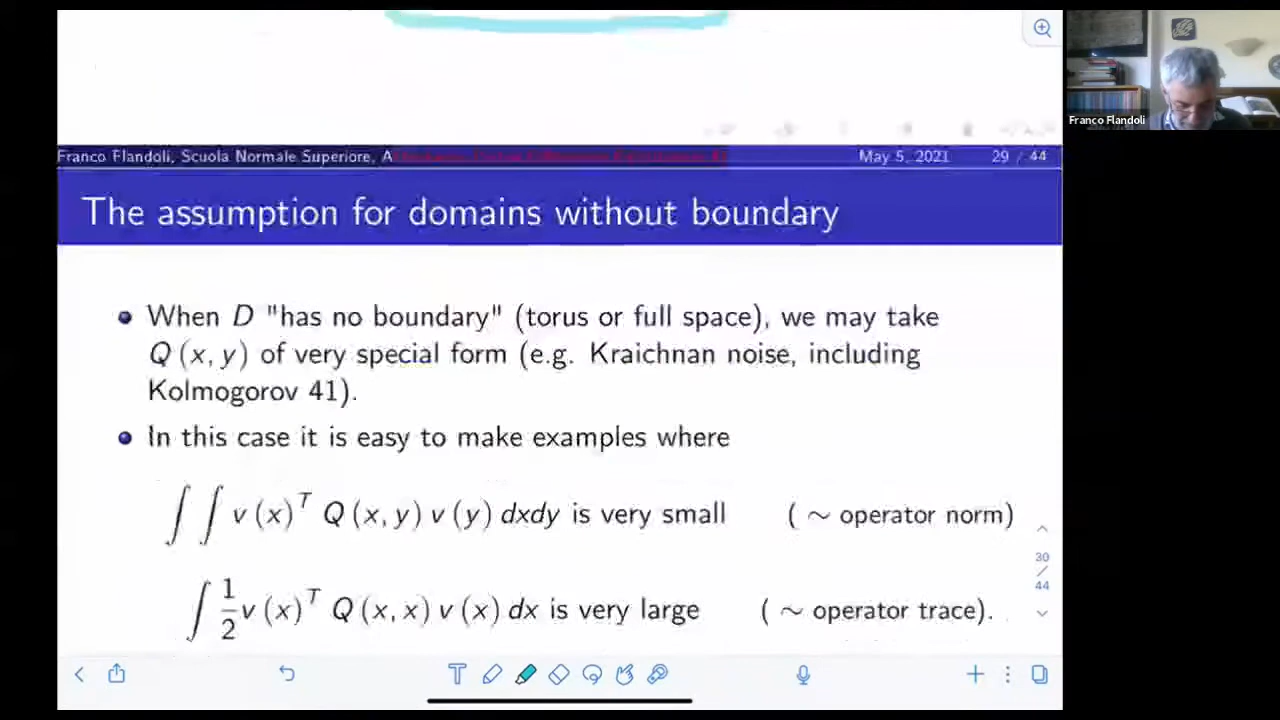 Franco Flandoli
Franco Flandoli, Scuola Normale Superiore, A
May 5, 2021
29 / 44
The assumption for domains without boundary
When D "has no boundary" (torus or full space), we may take
Q (x, y) of very special form (e.g. Kraichnan noise, including
Kolmogorov 41).
In this case it is easy to make examples where
∫ ∫ v (x)ᵀ Q (x, y) v (y) dxdy is very small ( ∼ operator norm)
∫ 1/2 v (x)ᵀ Q (x, x) v (x) dx is very large ( ∼ operator trace).
30
/
44